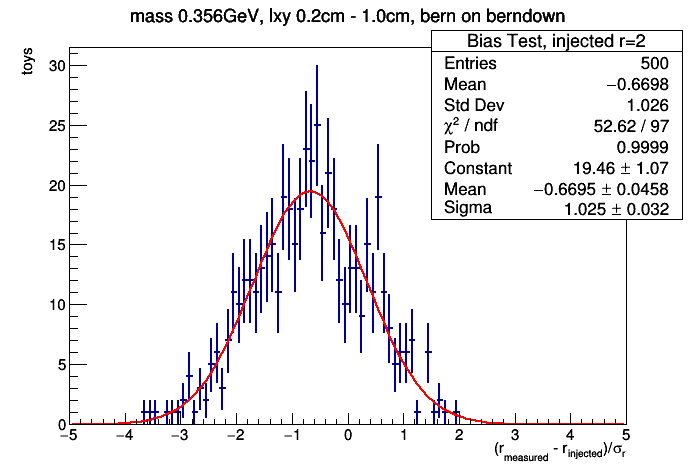 mass 0.356GeV, lxy 0.2cm - 1.0cm, bern on berndown
Bias Test, injected r=2
Entries 500
Mean −0.6698
Std Dev 1.026
χ² / ndf 52.62 / 97
Prob 0.9999
Constant 19.46 ± 1.07
Mean −0.6695 ± 0.0458
Sigma 1.025 ± 0.032
toys
30
25
20
15
10
5
0
−5 −4 −3 −2 −1 0 1 2 3 4 5
(r_measured - r_injected)/σ_r